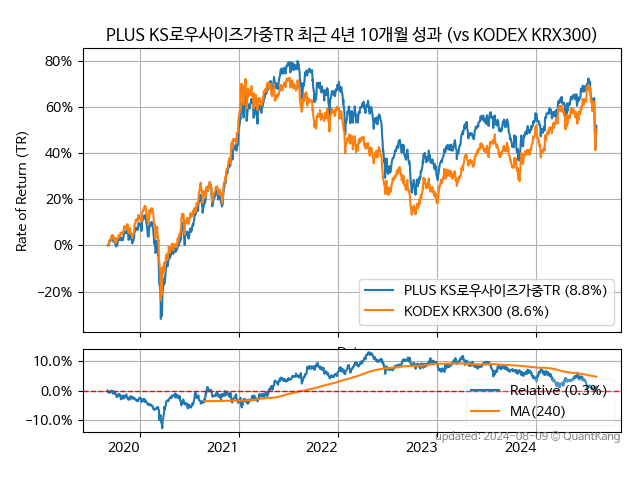 PLUS KS로우사이즈가중TR 최근 4년 10개월 성과 (vs KODEX KRX300)
Rate of Return (TR)
80%
60%
40%
20%
0%
−20%
PLUS KS로우사이즈가중TR (8.8%)
KODEX KRX300 (8.6%)
10.0%
0.0%
−10.0%
Relative (0.3%)
MA(240)
2020 2021 2022 2023 2024
updated: 2024-08-09 © QuantKang